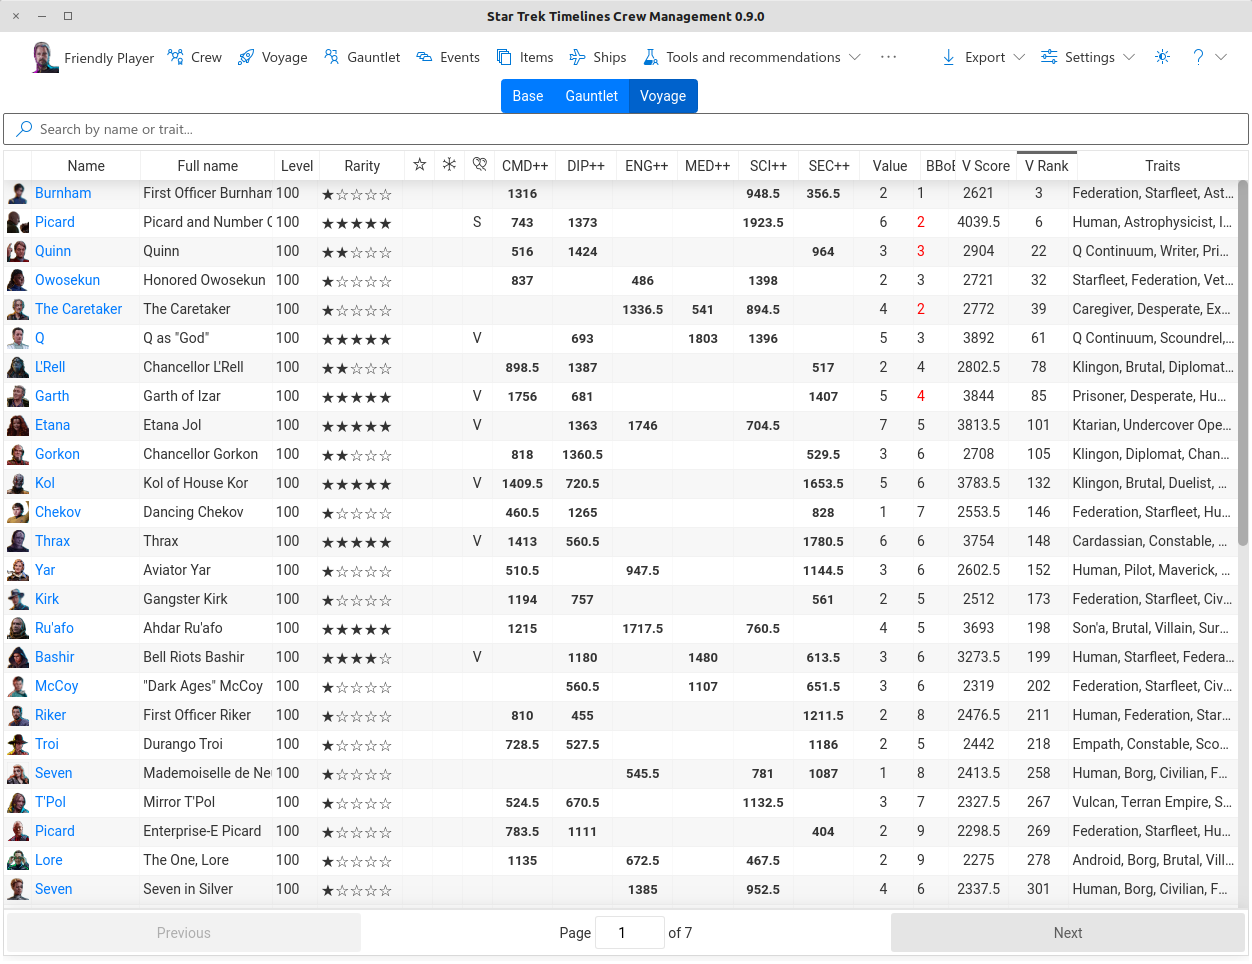 Star Trek Timelines Crew Management 0.9.0
Friendly Player Crew Voyage Gauntlet Events Items Ships Tools and recommendations ··· Export Settings ?
Base Gauntlet Voyage
Search by name or trait...
Name Full name Level Rarity CMD++ DIP++ ENG++ MED++ SCI++ SEC++ Value BBoB V Score V Rank Traits
Burnham First Officer Burnham 100 ★☆☆☆☆ 1316 948.5 356.5 2 1 2621 3 Federation, Starfleet, Ast...
Picard Picard and Number 100 ★★★★★ S 743 1373 1923.5 6 2 4039.5 6 Human, Astrophysicist, I...
Quinn Quinn 100 ★★☆☆☆ 516 1424 964 3 3 2904 22 Q Continuum, Writer, Pri...
Owosekun Honored Owosekun 100 ★☆☆☆☆ 837 486 1398 2 3 2721 32 Starfleet, Federation, Vet...
The Caretaker The Caretaker 100 ★☆☆☆☆ 1336.5 541 894.5 4 2 2772 39 Caregiver, Desperate, Ex...
Q Q as "God" 100 ★★★★★ V 693 1803 1396 5 3 3892 61 Q Continuum, Scoundrel,...
L'Rell Chancellor L'Rell 100 ★★☆☆☆ 898.5 1387 517 2 4 2802.5 78 Klingon, Brutal, Diplomat...
Garth Garth of Izar 100 ★★★★★ V 1756 681 1407 5 4 3844 85 Prisoner, Desperate, Hu...
Etana Etana Jol 100 ★★★★★ V 1363 1746 704.5 7 5 3813.5 101 Ktarian, Undercover Ope...
Gorkon Chancellor Gorkon 100 ★★☆☆☆ 818 1360.5 529.5 3 6 2708 105 Klingon, Diplomat, Chan...
Kol Kol of House Kor 100 ★★★★★ V 1409.5 720.5 1653.5 5 6 3783.5 132 Klingon, Brutal, Duelist, ...
Chekov Dancing Chekov 100 ★☆☆☆☆ 460.5 1265 828 1 7 2553.5 146 Federation, Starfleet, Hu...
Thrax Thrax 100 ★★★★★ V 1413 560.5 1780.5 6 6 3754 148 Cardassian, Constable, ...
Yar Aviator Yar 100 ★☆☆☆☆ 510.5 947.5 1144.5 3 6 2602.5 152 Human, Pilot, Maverick, ...
Kirk Gangster Kirk 100 ★☆☆☆☆ 1194 757 561 2 5 2512 173 Federation, Starfleet, Civ...
Ru'afo Ahdar Ru'afo 100 ★★★★★ 1215 1717.5 760.5 4 5 3693 198 Son'a, Brutal, Villain, Sur...
Bashir Bell Riots Bashir 100 ★★★★☆ V 1180 1480 613.5 3 6 3273.5 199 Human, Starfleet, Federa...
McCoy "Dark Ages" McCoy 100 ★☆☆☆☆ 560.5 1107 651.5 3 6 2319 202 Federation, Starfleet, Civ...
Riker First Officer Riker 100 ★☆☆☆☆ 810 455 1211.5 2 8 2476.5 211 Human, Federation, Star...
Troi Durango Troi 100 ★☆☆☆☆ 728.5 527.5 1186 2 5 2442 218 Empath, Constable, Sco...
Seven Mademoiselle de Neu 100 ★☆☆☆☆ 545.5 781 1087 1 8 2413.5 258 Human, Borg, Civilian, F...
T'Pol Mirror T'Pol 100 ★☆☆☆☆ 524.5 670.5 1132.5 3 7 2327.5 267 Vulcan, Terran Empire, S...
Picard Enterprise-E Picard 100 ★☆☆☆☆ 783.5 1111 404 2 9 2298.5 269 Federation, Starfleet, Hu...
Lore The One, Lore 100 ★☆☆☆☆ 1135 672.5 467.5 2 9 2275 278 Android, Borg, Brutal, Vill...
Seven Seven in Silver 100 ★☆☆☆☆ 1385 952.5 4 6 2337.5 301 Human, Borg, Civilian, F...
Previous Page 1 of 7 Next